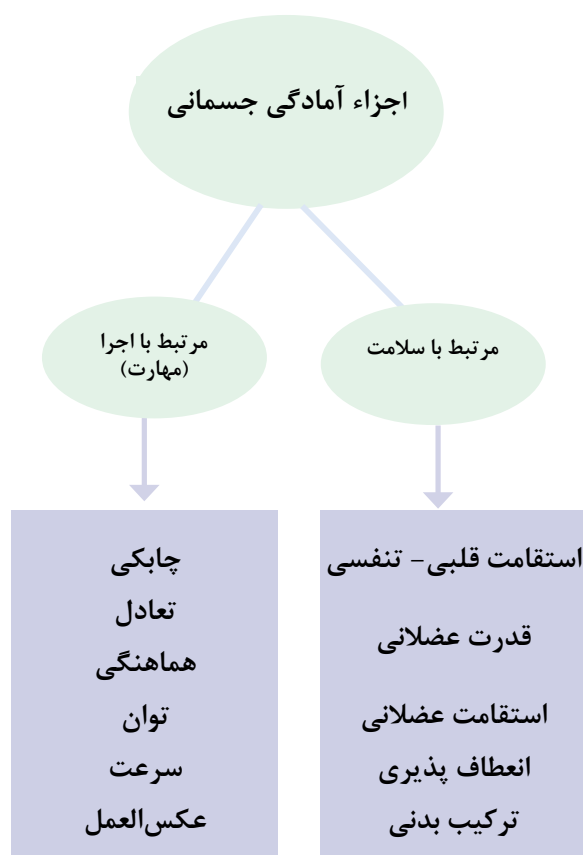 اجزاء آمادگی جسمانی
مرتبط با سلامت
مرتبط با اجرا
(مهارت)
استقامت قلبی- تنفسی
قدرت عضلانی
استقامت عضلانی
انعطاف پذیری
ترکیب بدنی
چابکی
تعادل
هماهنگی
توان
سرعت
عکس‌العمل